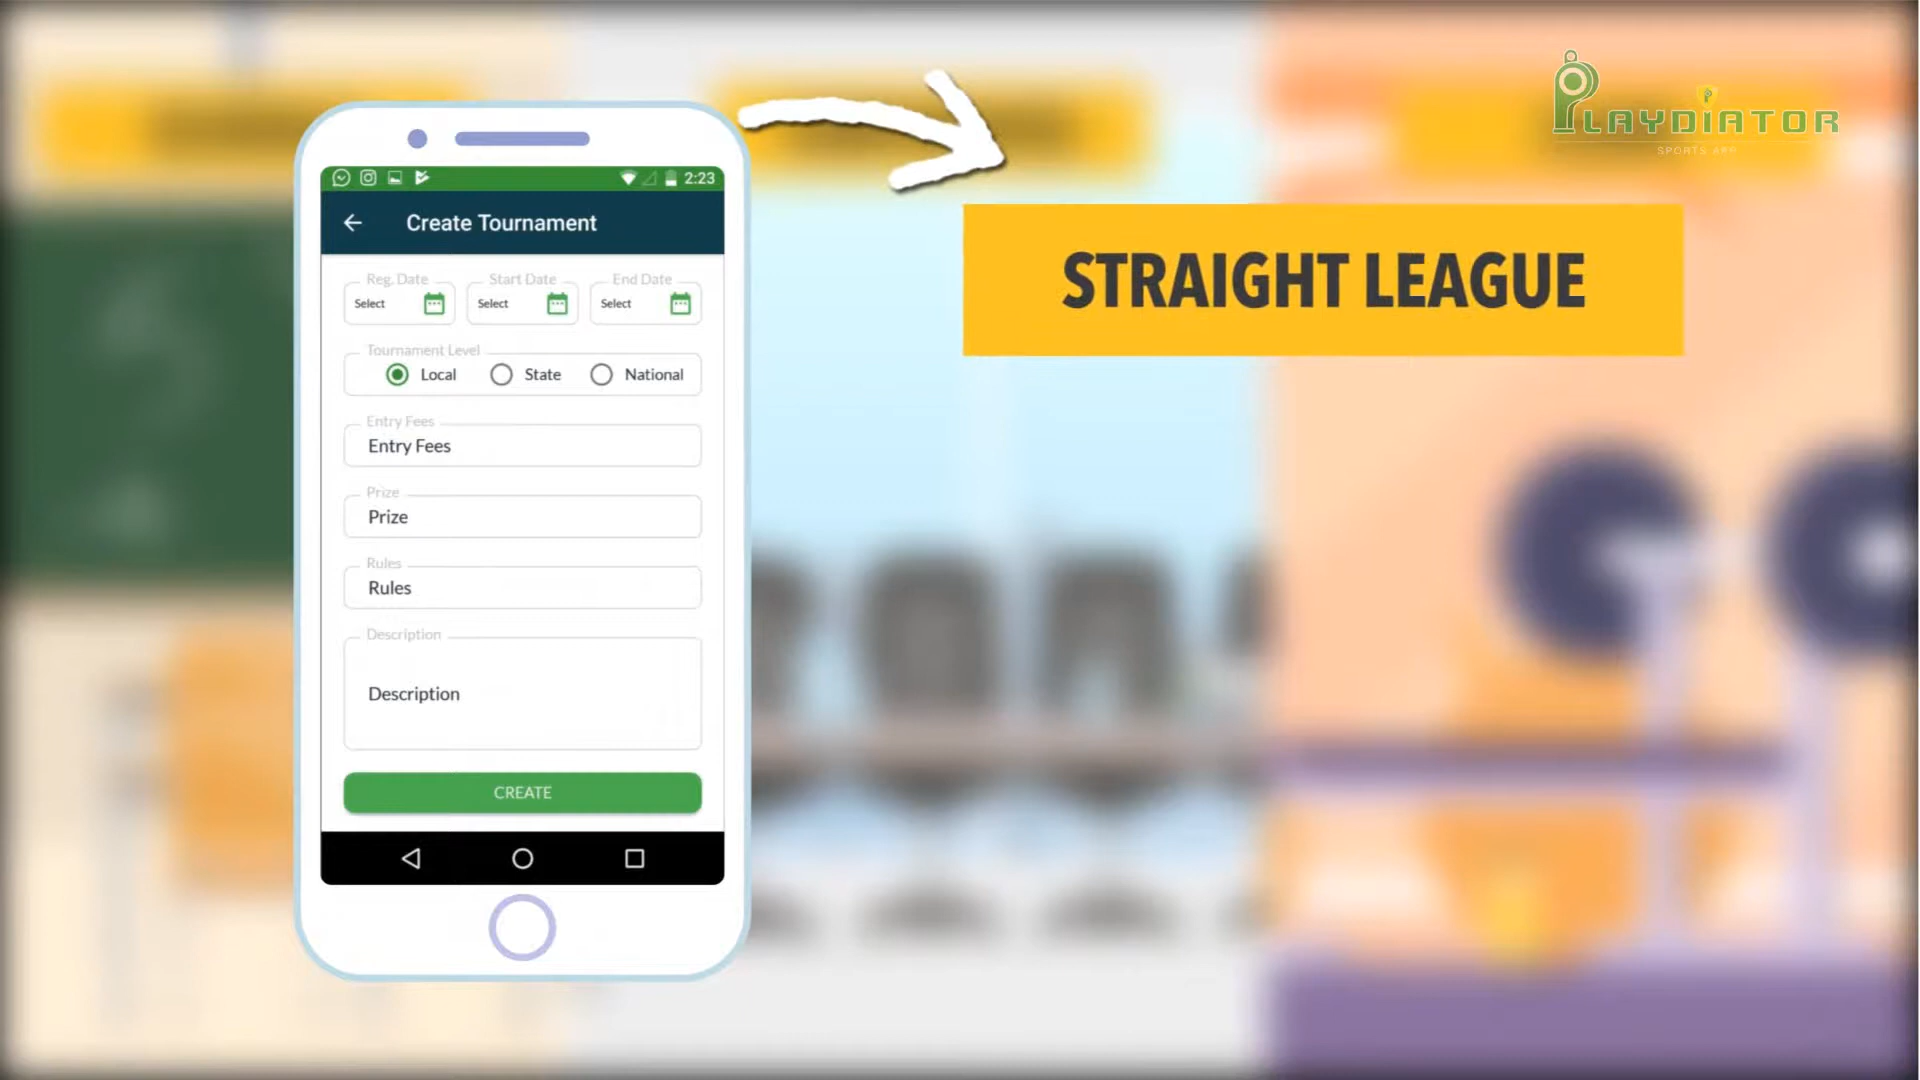 PLAYDIATOR
SPORTS APP
2:23
Create Tournament
Reg. Date Start Date End Date
Select Select Select
Tournament Level
Local State National
Entry Fees
Entry Fees
Prize
Prize
Rules
Rules
Description
Description
CREATE
STRAIGHT LEAGUE